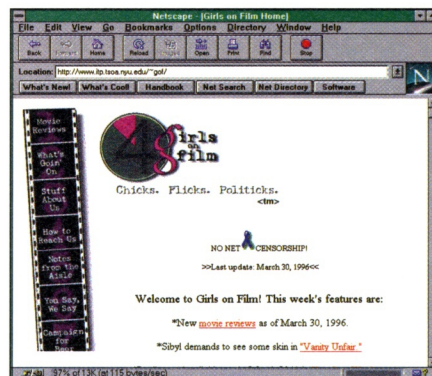 Netscape - [Girls on Film Home]
File Edit View Go Bookmarks Options Directory Window Help
Back Forward Home Reload Images Open Print Find Stop
Location: http://www.itp.tsoa.nyu.edu/~gof/
What's New! What's Cool! Handbook Net Search Net Directory Software
N
Movie Reviews
What's Goin' On
Stuff About Us
How to Reach Us
Notes from the Aisle
You Say, We Say
Campaign for
4 girls on film
Chicks. Flicks. Politicks.
<tm>
NO NET CENSORSHIP!
>>Last update: March 30, 1996<<
Welcome to Girls on Film! This week's features are:
*New movie reviews as of March 30, 1996.
*Sibyl demands to see some skin in "Vanity Unfair."
97% of 13K (at 115 bytes/sec)